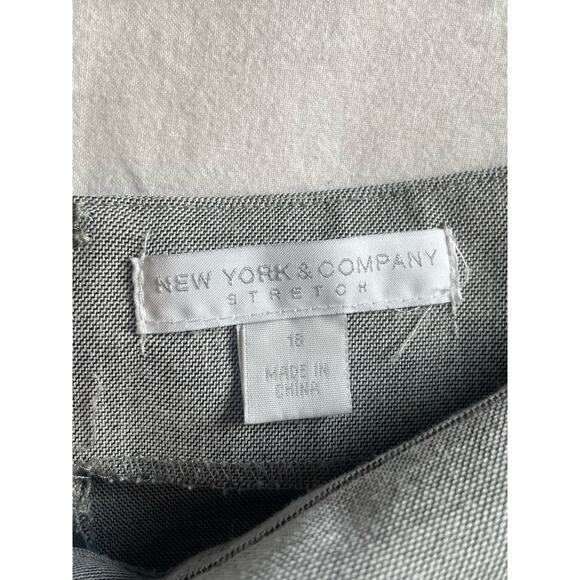 NEW YORK & COMPANY
STRETCH
18
MADE IN
CHINA